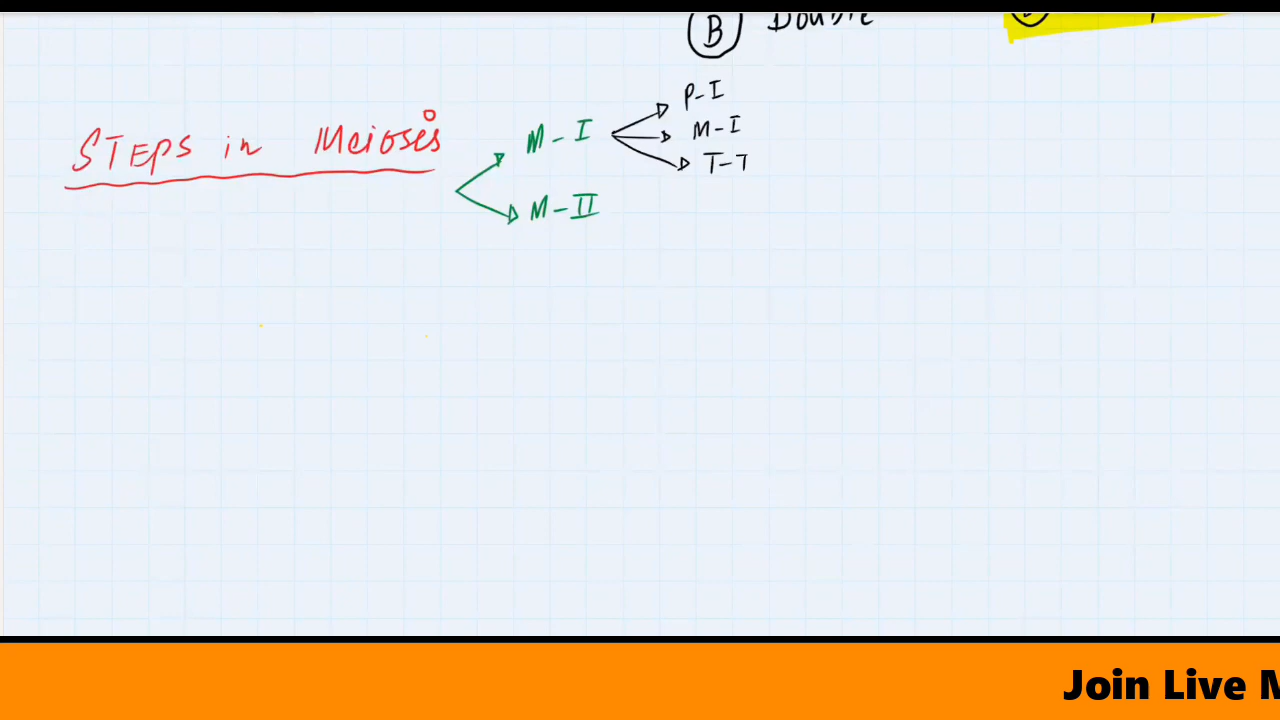 B Double
STEPS in Meioses
M-I
P-I
M-I
T-
M-II
Join Live M